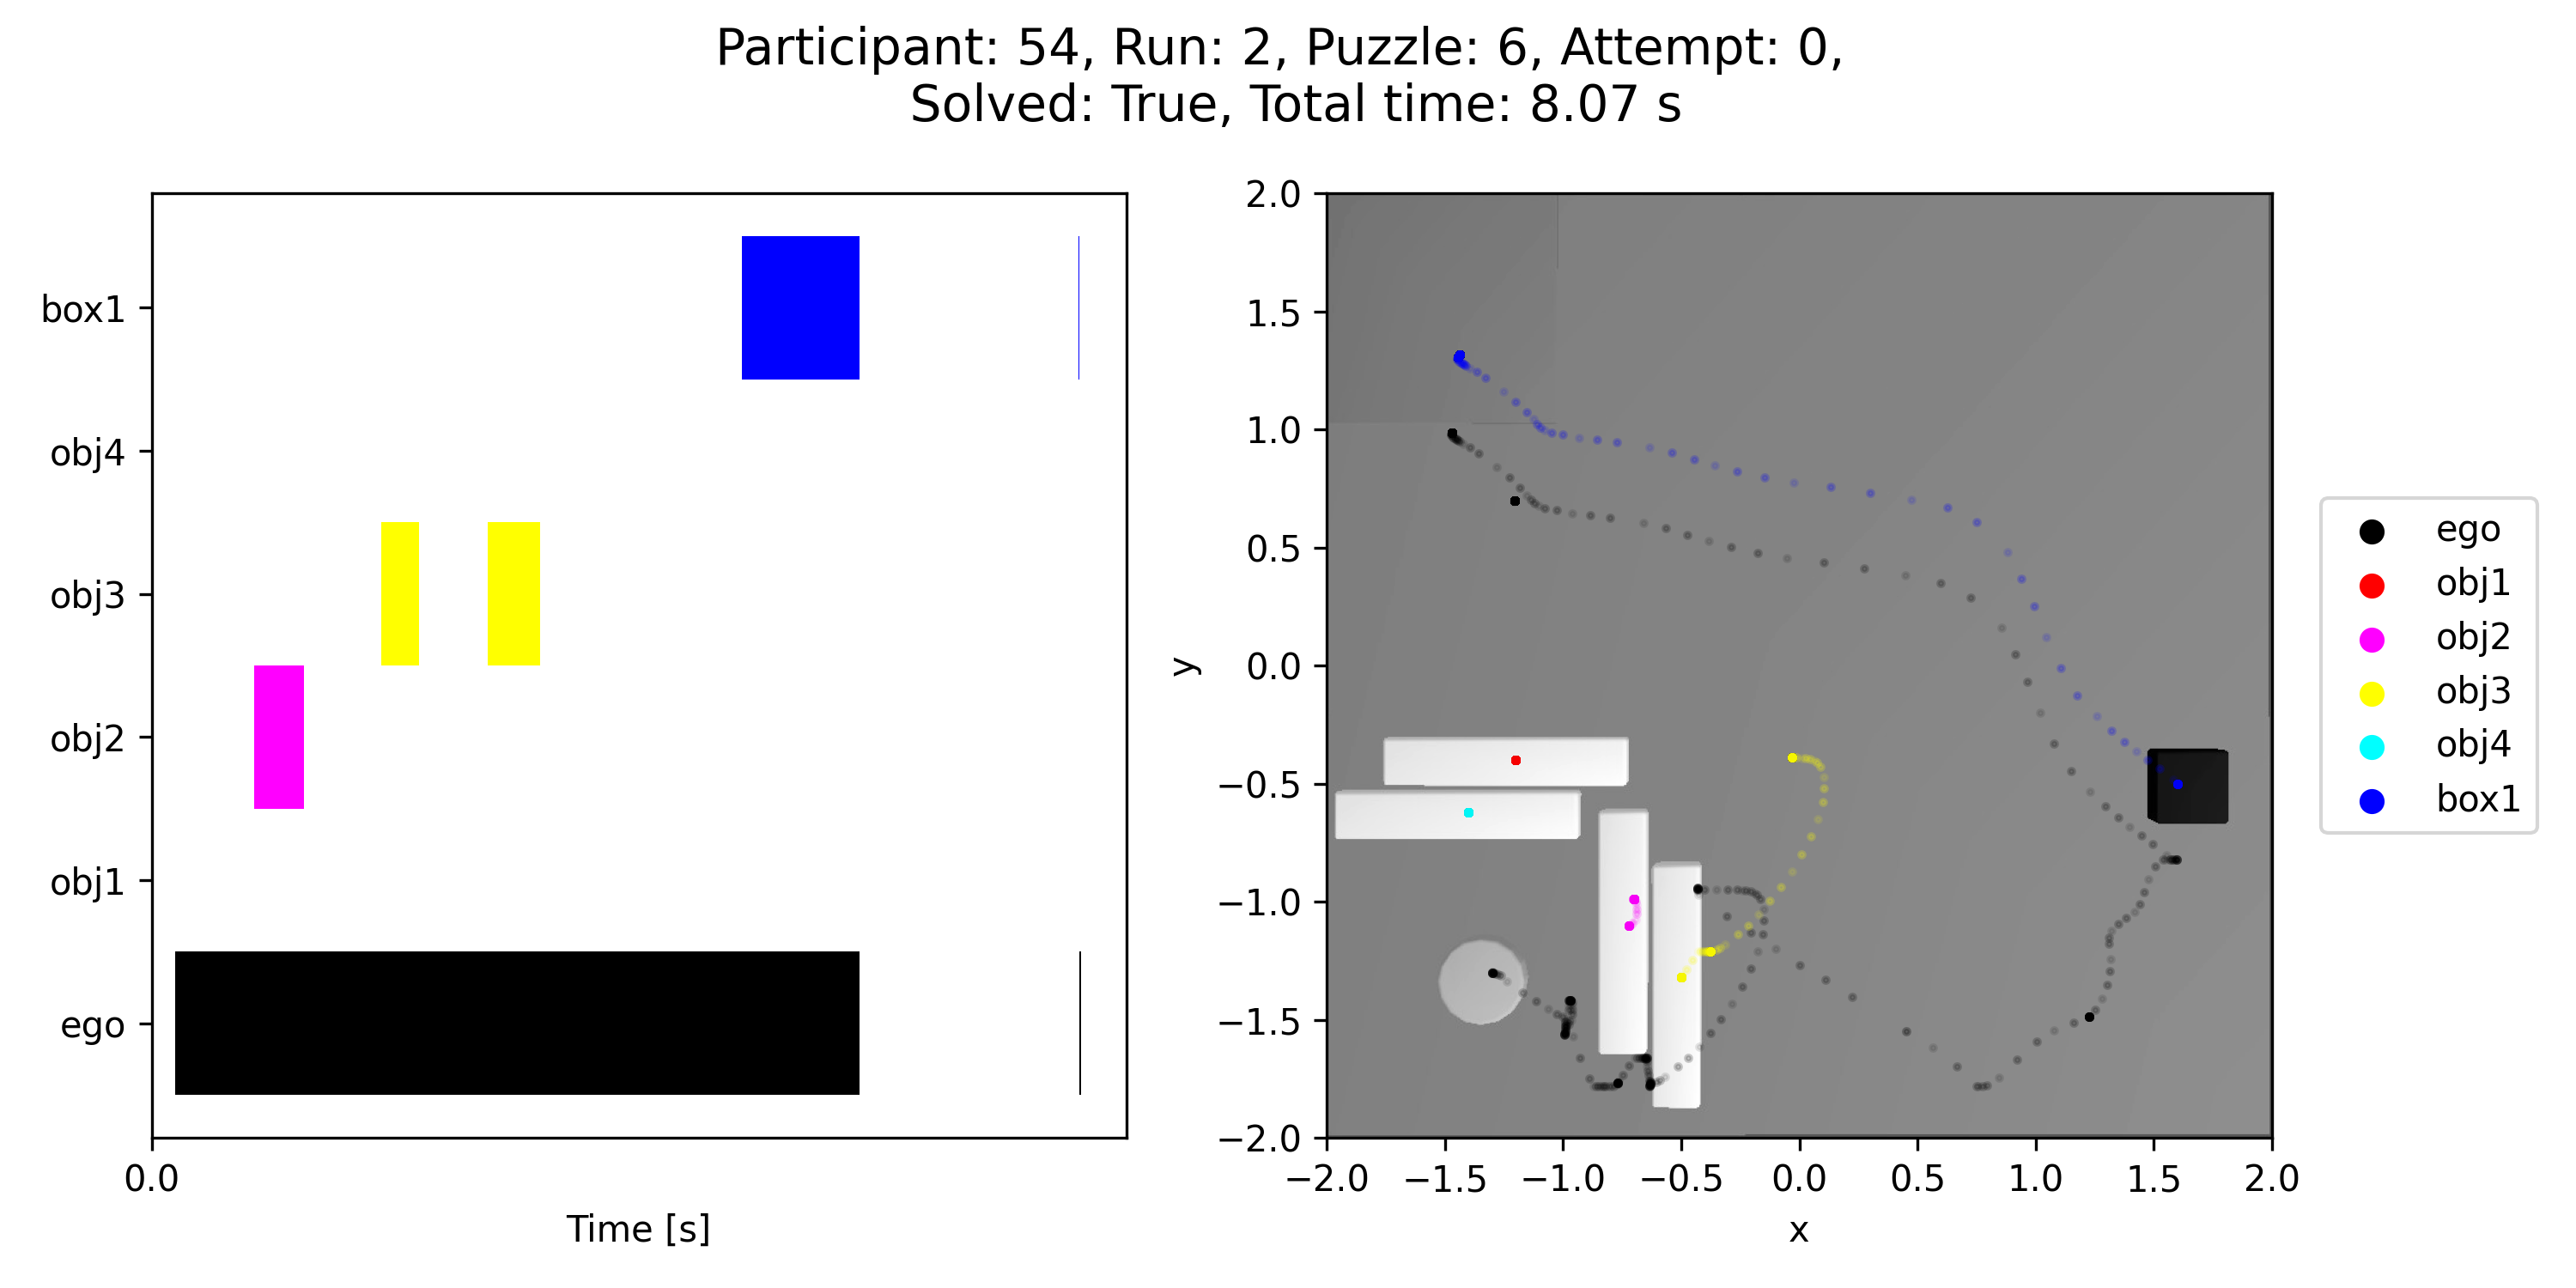 Participant: 54, Run: 2, Puzzle: 6, Attempt: 0,
Solved: True, Total time: 8.07 s
box1
obj4
obj3
obj2
obj1
ego
0.0
Time [s]
2.0
1.5
1.0
0.5
0.0
−0.5
−1.0
−1.5
−2.0
y
−2.0 −1.5 −1.0 −0.5 0.0 0.5 1.0 1.5 2.0
x
ego
obj1
obj2
obj3
obj4
box1